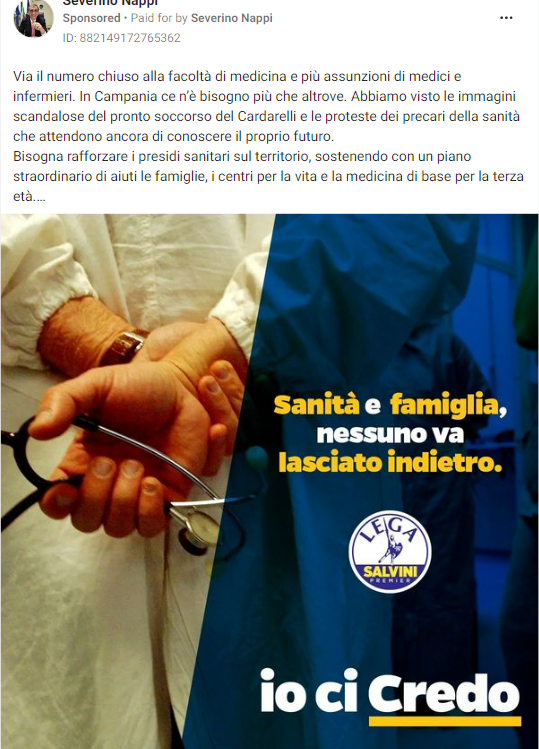 Severino Nappi
Sponsored • Paid for by Severino Nappi
ID: 882149172765362
Via il numero chiuso alla facoltà di medicina e più assunzioni di medici e
infermieri. In Campania ce n'è bisogno più che altrove. Abbiamo visto le immagini
scandalose del pronto soccorso del Cardarelli e le proteste dei precari della sanità
che attendono ancora di conoscere il proprio futuro.
Bisogna rafforzare i presidi sanitari sul territorio, sostenendo con un piano
straordinario di aiuti le famiglie, i centri per la vita e la medicina di base per la terza
età....
Sanità e famiglia,
nessuno va
lasciato indietro.
LEGA
SALVINI
PREMIER
io ci Credo